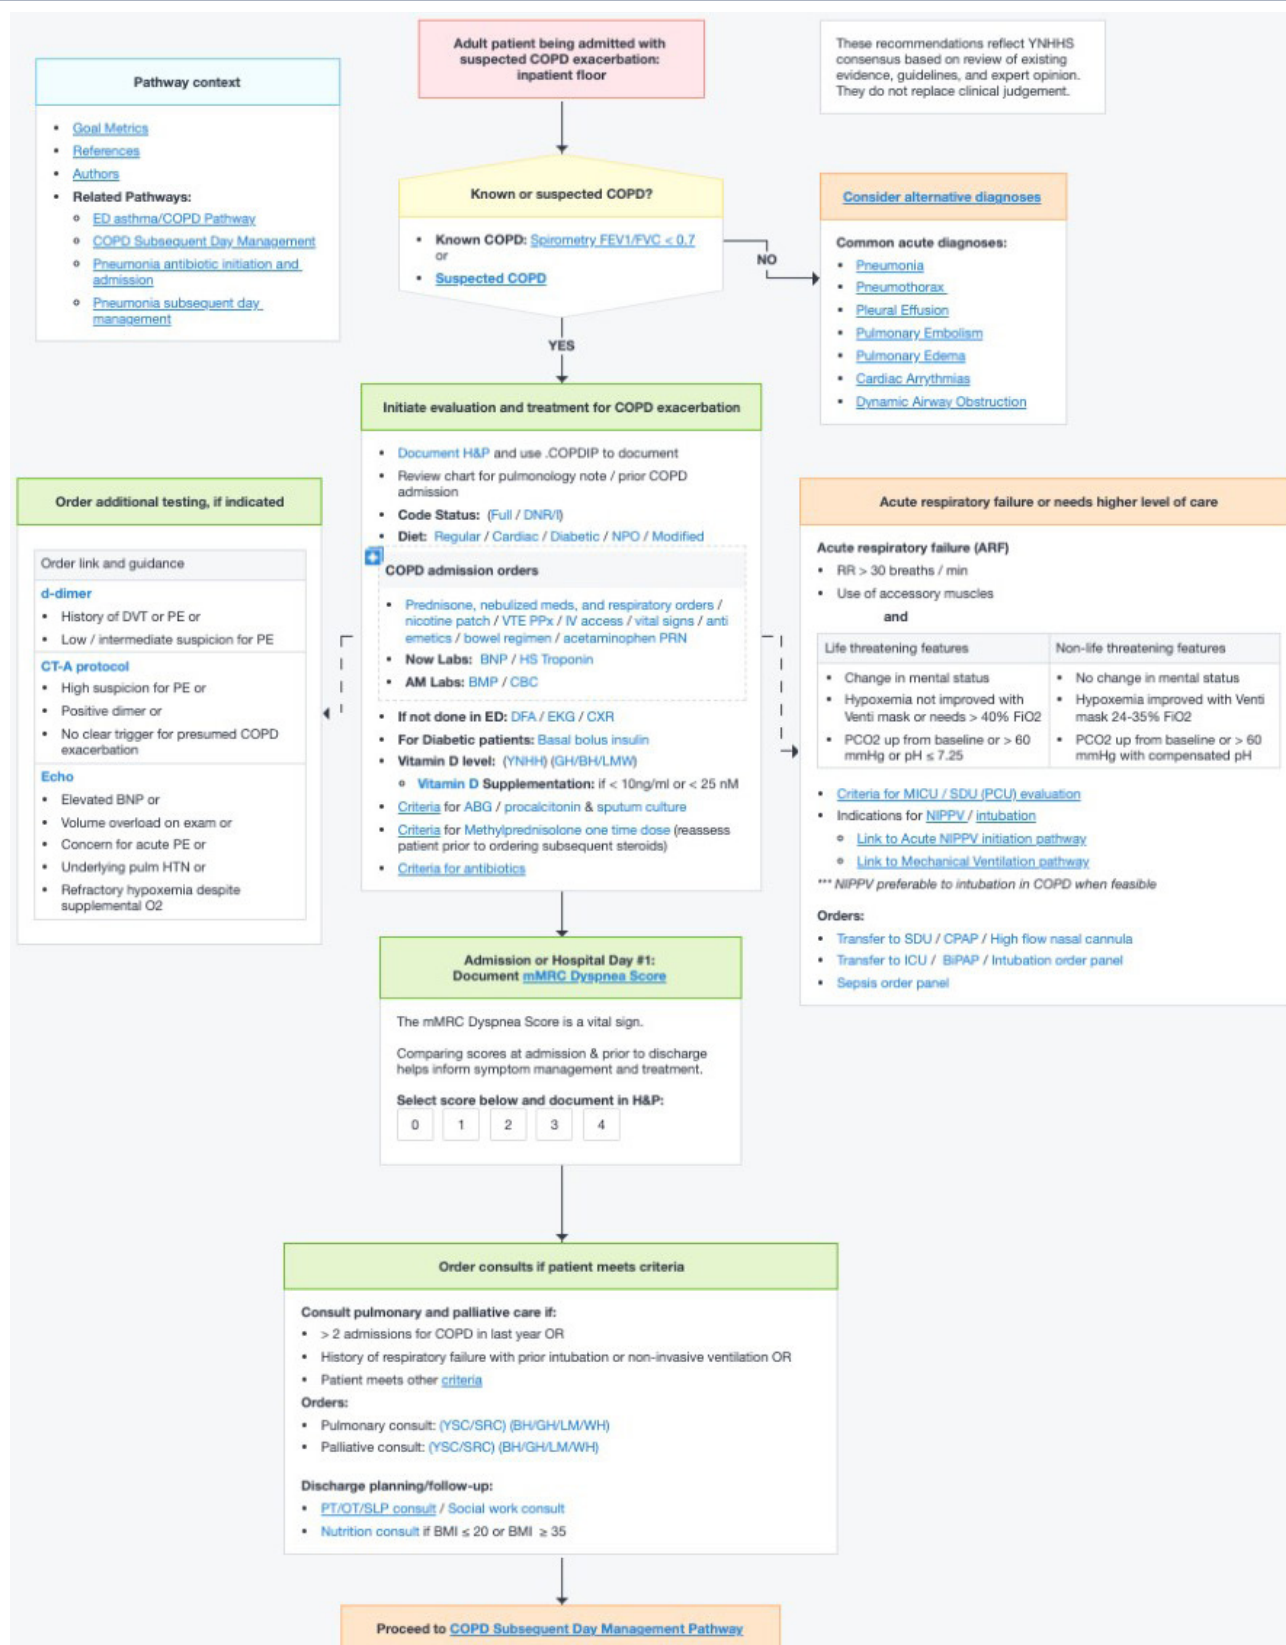 Adult patient being admitted with
suspected COPD exacerbation:
inpatient floor
These recommendations reflect YNHHS
consensus based on review of existing
evidence, guidelines, and expert opinion.
They do not replace clinical judgement.
Pathway context
Goal Metrics
References
Authors
Related Pathways:
ED asthma/COPD Pathway
COPD Subsequent Day Management
Pneumonia antibiotic initiation and
admission
Pneumonia subsequent day
management
Known or suspected COPD?
Known COPD: Spirometry FEV1/FVC < 0.7
or
Suspected COPD
NO
YES
Consider alternative diagnoses
Common acute diagnoses:
Pneumonia
Pneumothorax
Pleural Effusion
Pulmonary Embolism
Pulmonary Edema
Cardiac Arrythmias
Dynamic Airway Obstruction
Initiate evaluation and treatment for COPD exacerbation
Document H&P and use .COPDIP to document
Review chart for pulmonology note / prior COPD
admission
Code Status: (Full / DNR/I)
Diet: Regular / Cardiac / Diabetic / NPO / Modified
COPD admission orders
Prednisone, nebulized meds, and respiratory orders /
nicotine patch / VTE PPx / IV access / vital signs / anti
emetics / bowel regimen / acetaminophen PRN
Now Labs: BNP / HS Troponin
AM Labs: BMP / CBC
If not done in ED: DFA / EKG / CXR
For Diabetic patients: Basal bolus insulin
Vitamin D level: (YNHH) (GH/BH/LMW)
Vitamin D Supplementation: if < 10ng/ml or < 25 nM
Criteria for ABG / procalcitonin & sputum culture
Criteria for Methylprednisolone one time dose (reassess
patient prior to ordering subsequent steroids)
Criteria for antibiotics
Order additional testing, if indicated
Order link and guidance
d-dimer
History of DVT or PE or
Low / intermediate suspicion for PE
CT-A protocol
High suspicion for PE or
Positive dimer or
No clear trigger for presumed COPD
exacerbation
Echo
Elevated BNP or
Volume overload on exam or
Concern for acute PE or
Underlying pulm HTN or
Refractory hypoxemia despite
supplemental O2
Acute respiratory failure or needs higher level of care
Acute respiratory failure (ARF)
RR > 30 breaths / min
Use of accessory muscles
and
Life threatening features
Change in mental status
Hypoxemia not improved with
Venti mask or needs > 40% FiO2
PCO2 up from baseline or > 60
mmHg or pH ≤ 7.25
Non-life threatening features
No change in mental status
Hypoxemia improved with Venti
mask 24-35% FiO2
PCO2 up from baseline or > 60
mmHg with compensated pH
Criteria for MICU / SDU (PCU) evaluation
Indications for NIPPV / intubation
Link to Acute NIPPV initiation pathway
Link to Mechanical Ventilation pathway
*** NIPPV preferable to intubation in COPD when feasible
Orders:
Transfer to SDU / CPAP / High flow nasal cannula
Transfer to ICU / BiPAP / Intubation order panel
Sepsis order panel
Admission or Hospital Day #1:
Document mMRC Dyspnea Score
The mMRC Dyspnea Score is a vital sign.
Comparing scores at admission & prior to discharge
helps inform symptom management and treatment.
Select score below and document in H&P:
0 1 2 3 4
Order consults if patient meets criteria
Consult pulmonary and palliative care if:
> 2 admissions for COPD in last year OR
History of respiratory failure with prior intubation or non-invasive ventilation OR
Patient meets other criteria
Orders:
Pulmonary consult: (YSC/SRC) (BH/GH/LM/WH)
Palliative consult: (YSC/SRC) (BH/GH/LM/WH)
Discharge planning/follow-up:
PT/OT/SLP consult / Social work consult
Nutrition consult if BMI ≤ 20 or BMI ≥ 35
Proceed to COPD Subsequent Day Management Pathway